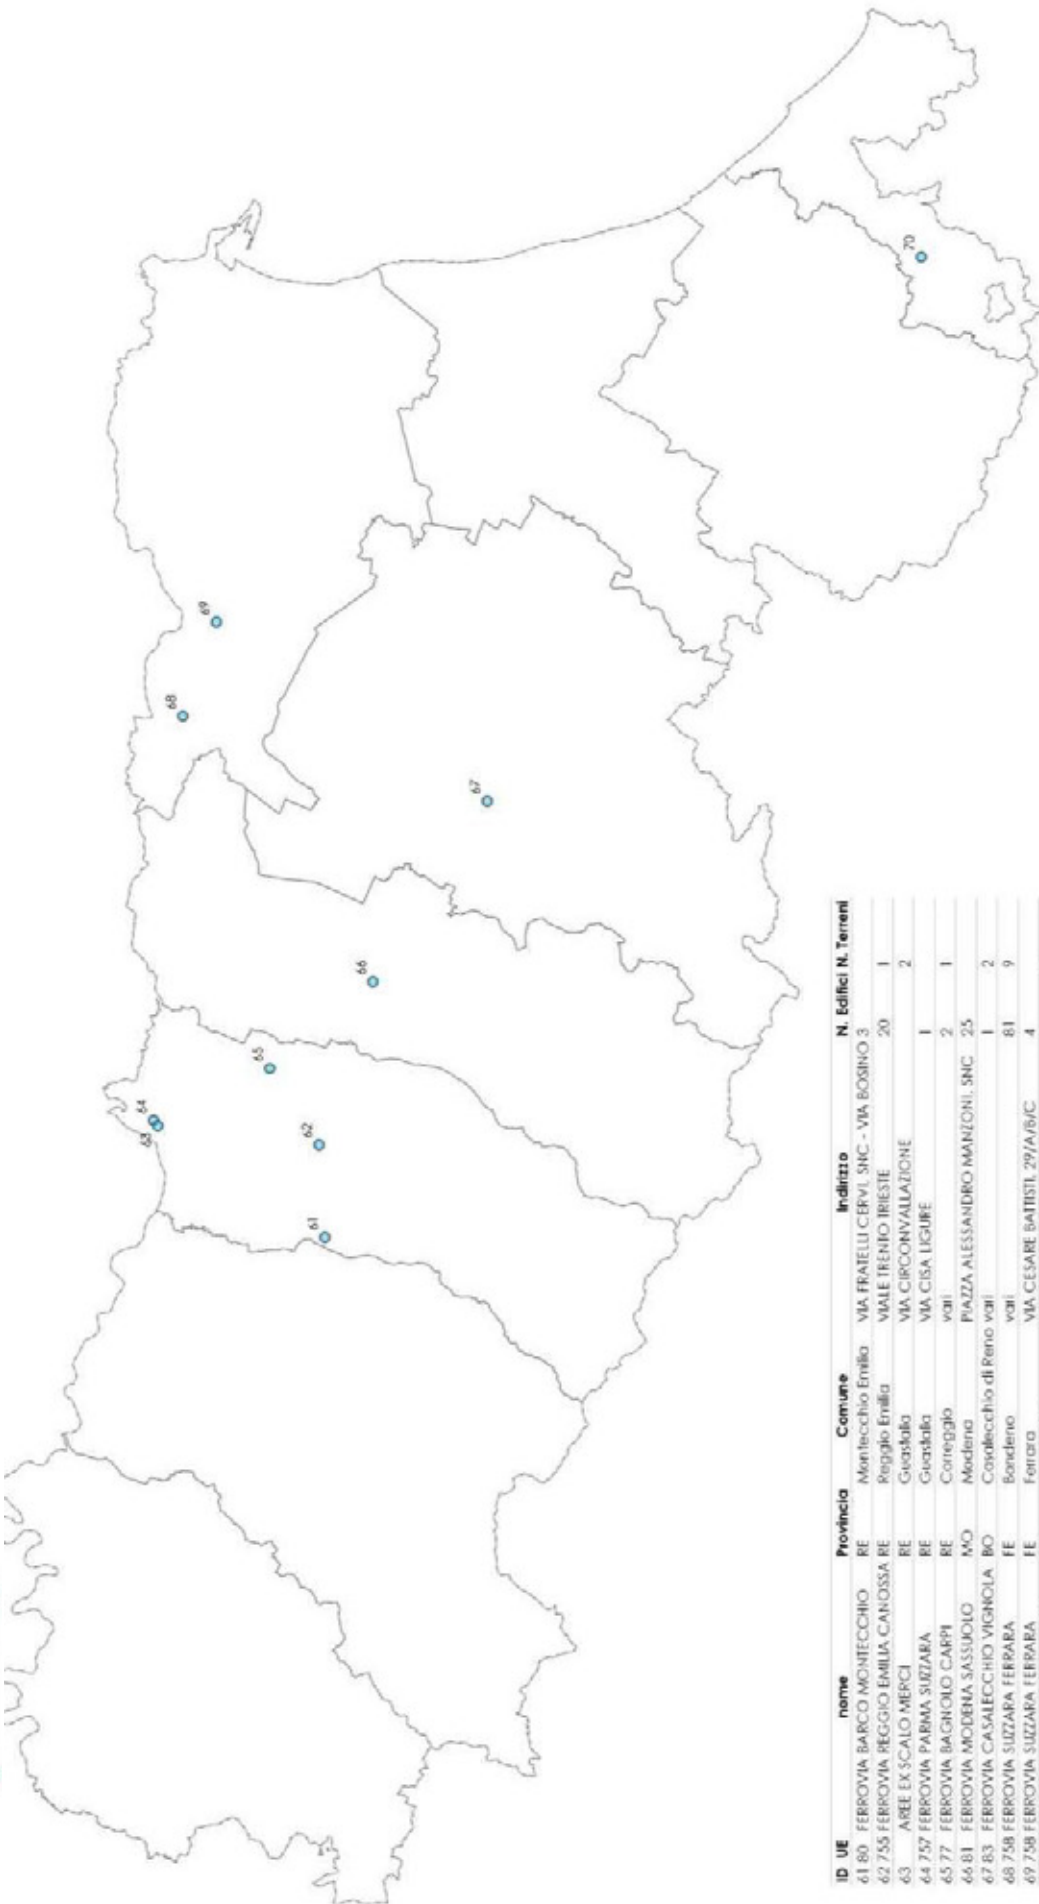 61
62
63
64
65
66
67
68
69
70
ID UE nome Provincia Comune Indirizzo N. Edifici N. Terreni
61 80 FERROVIA BARCO MONTECCHIO RE Montecchio Emilia VIA FRATELLI CERVI, SNC - VIA BOSINO 3
62 755 FERROVIA REGGIO EMILIA CANOSSA RE Reggio Emilia VIALE TRENTO TRIESTE 20 1
63 AREE EX SCALO MERCI RE Guastalla VIA CIRCONVALLAZIONE 2
64 757 FERROVIA PARMA SUZZARA RE Guastalla VIA CISA LIGURE 1
65 77 FERROVIA BAGNOLO CARPI RE Correggio vari 2 1
66 81 FERROVIA MODENA SASSUOLO MO Modena PIAZZA ALESSANDRO MANZONI, SNC 25
67 83 FERROVIA CASALECCHIO VIGNOLA BO Casalecchio di Reno vari 1 2
68 758 FERROVIA SUZZARA FERRARA FE Bondeno vari 81 9
69 758 FERROVIA SUZZARA FERRARA FE Ferrara VIA CESARE BATTISTI, 29/A/B/C 4